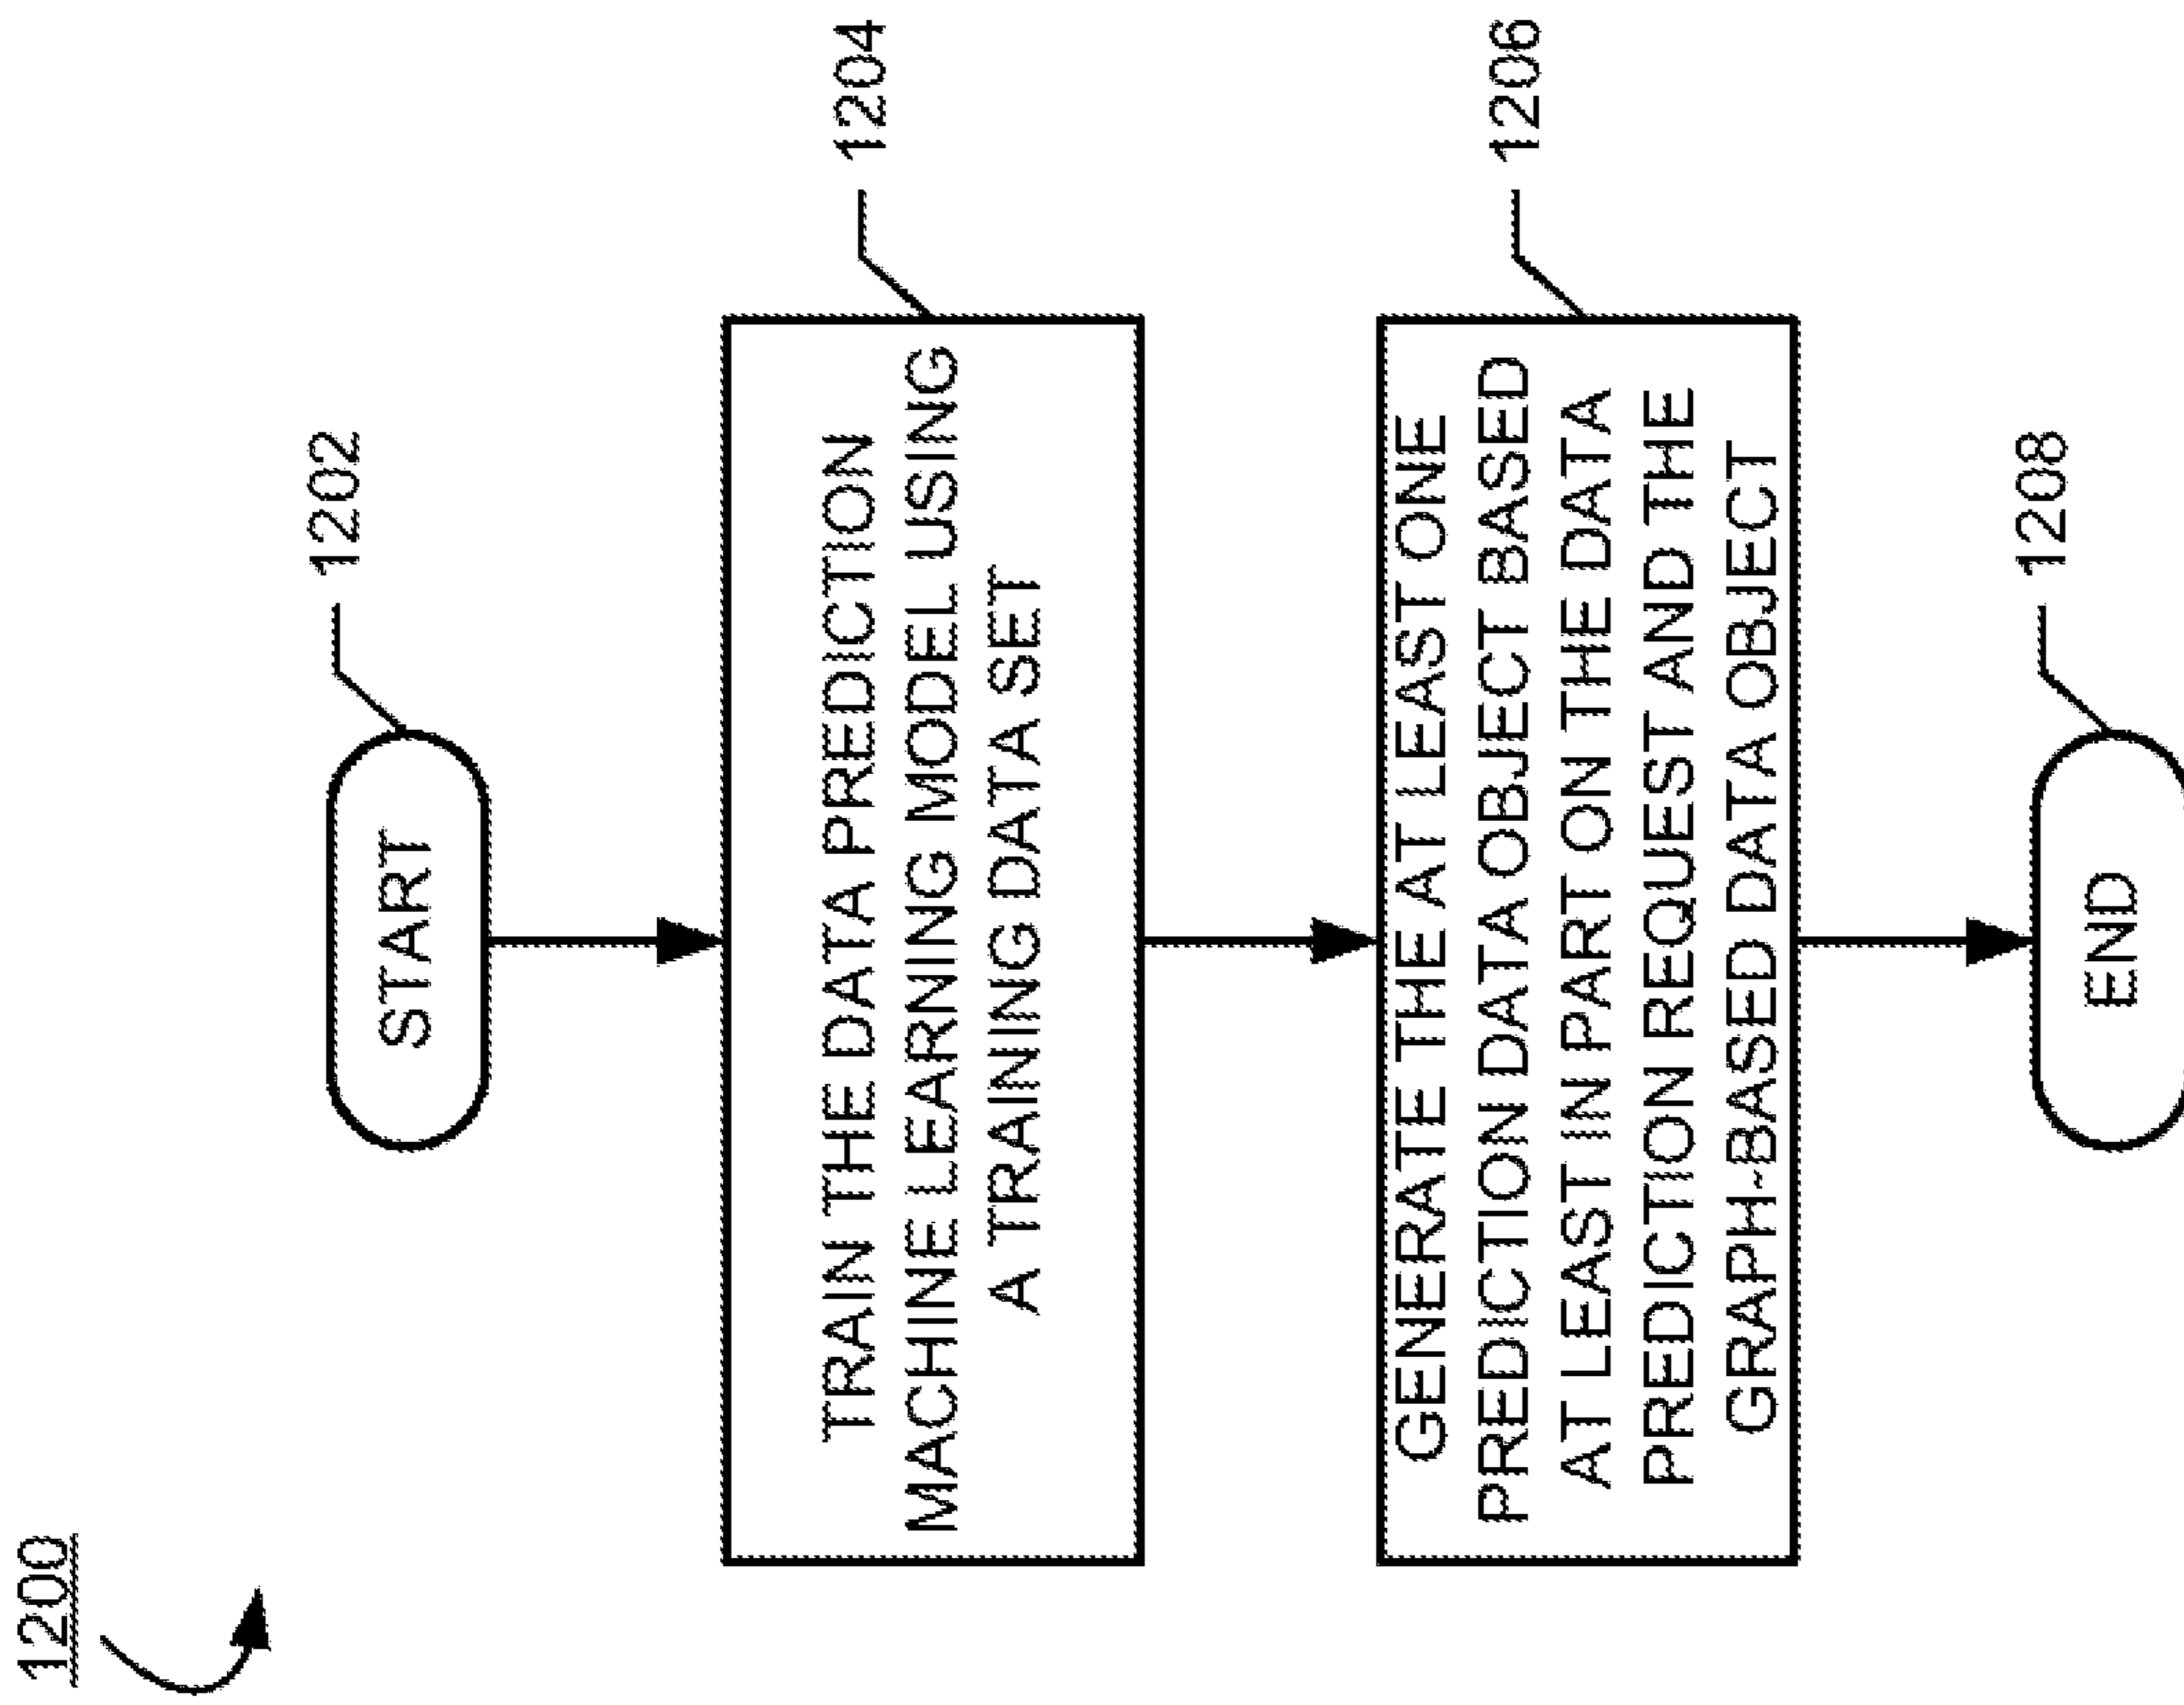 1200
START
1202
TRAIN THE DATA PREDICTION
MACHINE LEARNING MODEL USING
A TRAINING DATA SET
1204
GENERATE THE AT LEAST ONE
PREDICTION DATA OBJECT BASED
AT LEAST IN PART ON THE DATA
PREDICTION REQUEST AND THE
GRAPH-BASED DATA OBJECT
1206
END
1208